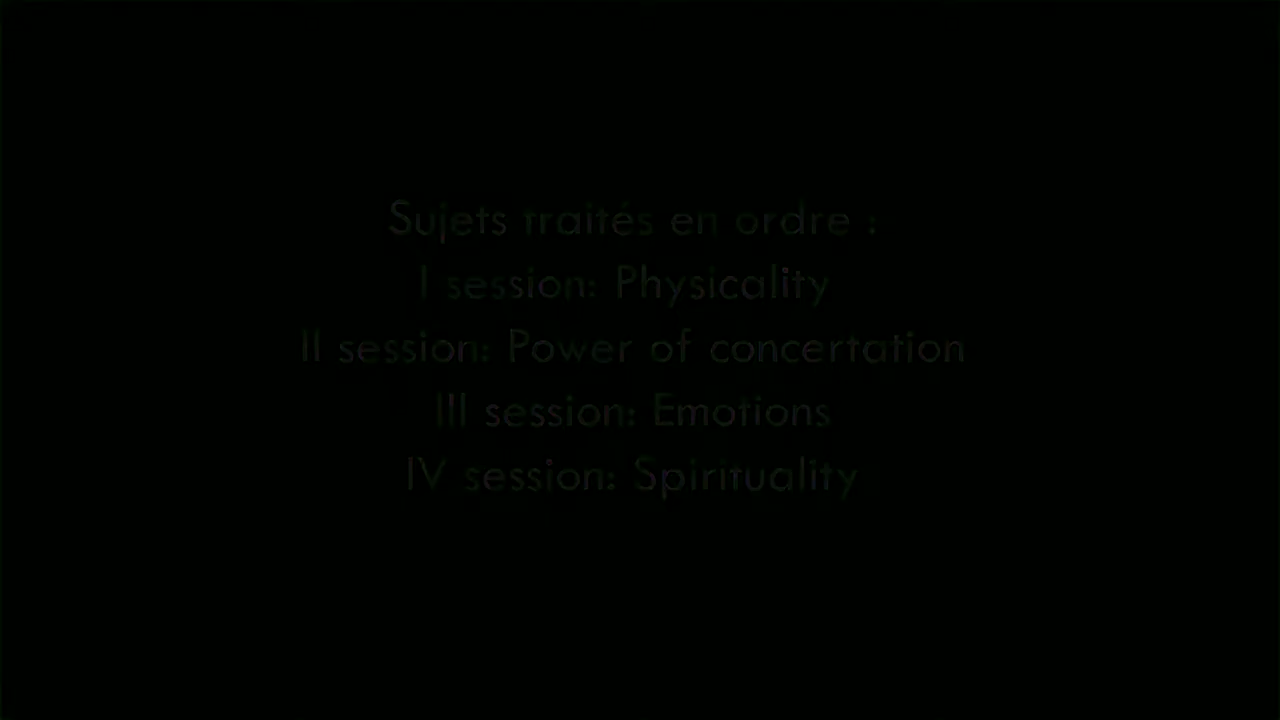 Sujets traités en ordre :
I session: Physicality
II session: Power of concertation
III session: Emotions
IV session: Spirituality